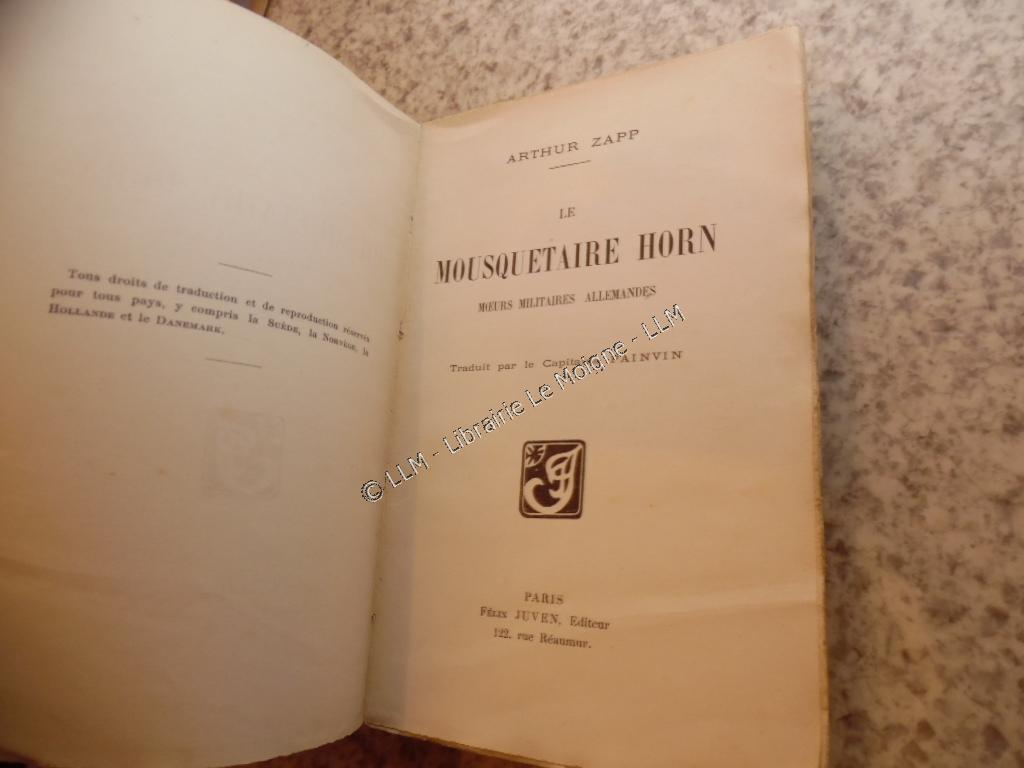 Tous droits de traduction et de reproduction réservés
pour tous pays, y compris la SUÈDE, la NORVÈGE, la
HOLLANDE et le DANEMARK.
ARTHUR ZAPP
LE
MOUSQUETAIRE HORN
MŒURS MILITAIRES ALLEMANDES
Traduit par le Capitaine PAINVIN
PARIS
FÉLIX JUVEN, Editeur
122, rue Réaumur.
© LLM - Librairie Le Moigne - LLM